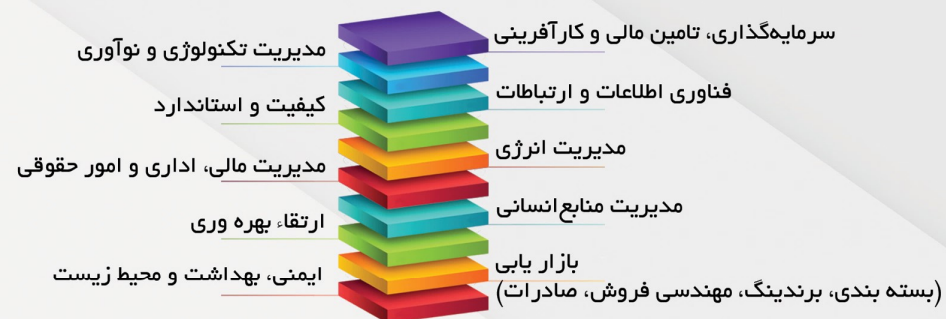 سرمایه‌گذاری، تامین مالی و کارآفرینی
مدیریت تکنولوژی و نوآوری
فناوری اطلاعات و ارتباطات
کیفیت و استاندارد
مدیریت انرژی
مدیریت مالی، اداری و امور حقوقی
مدیریت منابع انسانی
ارتقاء بهره وری
بازار یابی
(بسته بندی، برندینگ، مهندسی فروش، صادرات)
ایمنی، بهداشت و محیط زیست